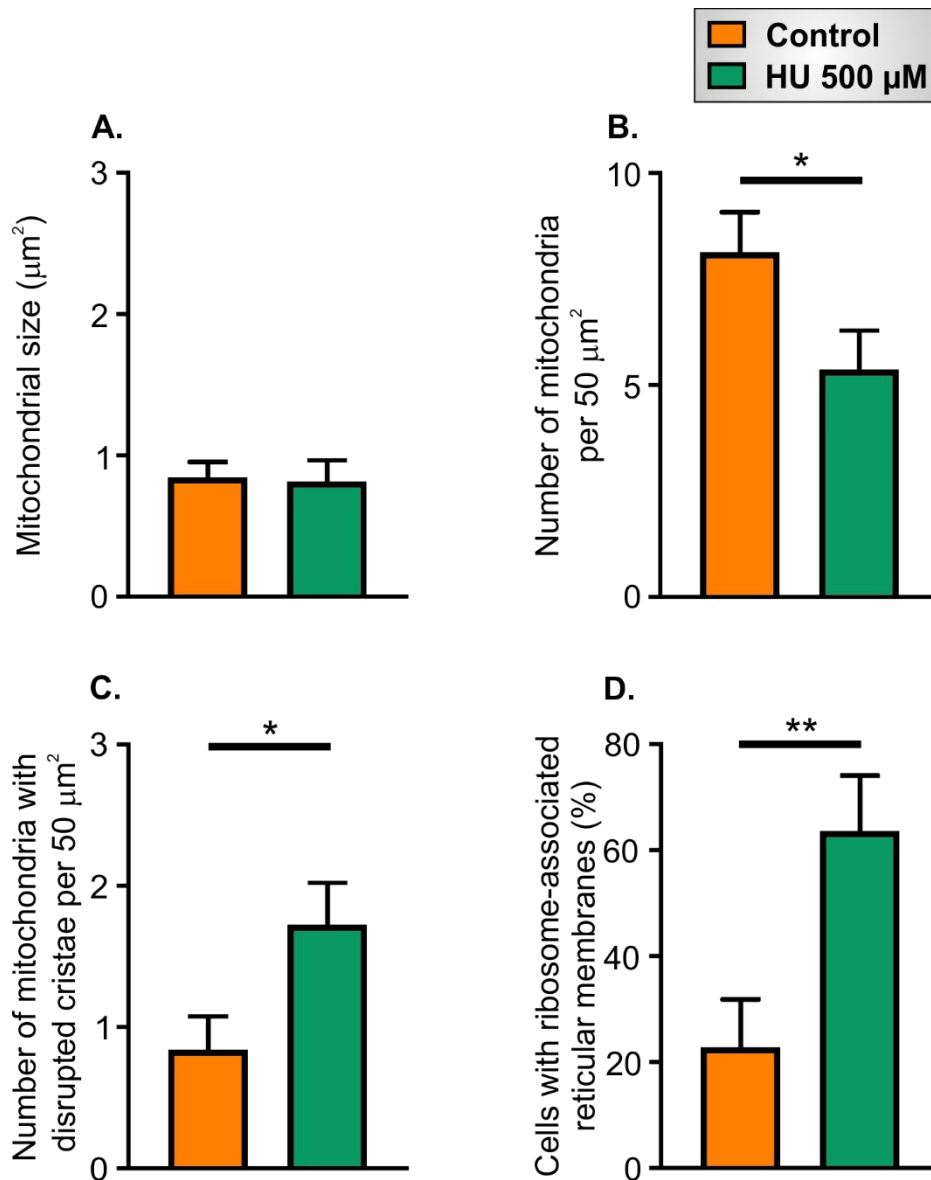 Control
HU 500 µM
A.
Mitochondrial size (μm²)
3
2
1
0
B.
Number of mitochondria
per 50 μm²
10
5
0
*
C.
Number of mitochondria with
disrupted cristae per 50 μm²
3
2
1
0
*
D.
Cells with ribosome-associated
reticular membranes (%)
80
60
40
20
0
**